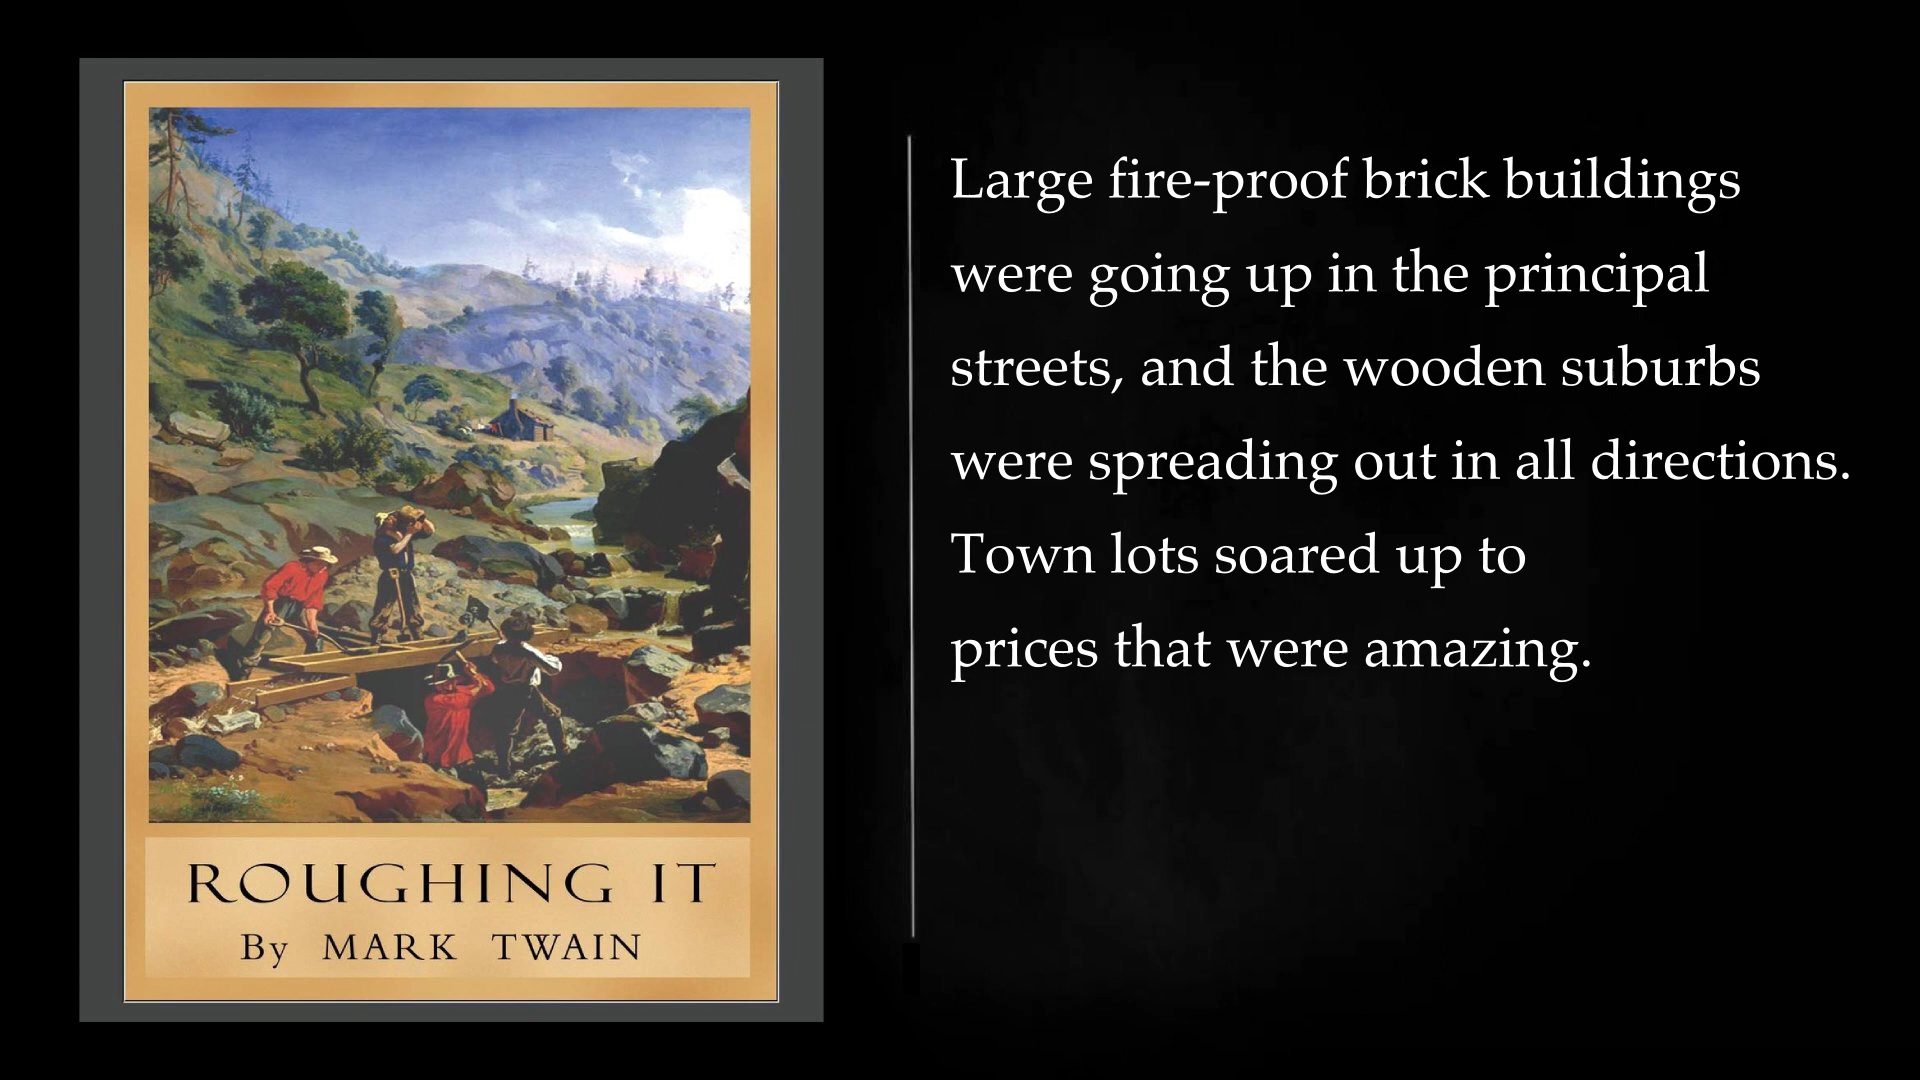 ROUGHING IT
By MARK TWAIN
Large fire-proof brick buildings
were going up in the principal
streets, and the wooden suburbs
were spreading out in all directions.
Town lots soared up to
prices that were amazing.